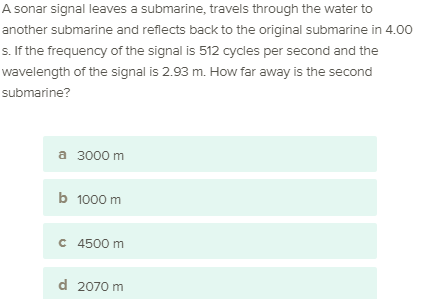 A sonar signal leaves a submarine, travels through the water to
another submarine and reflects back to the original submarine in 4.00
s. If the frequency of the signal is 512 cycles per second and the
wavelength of the signal is 2.93 m. How far away is the second
submarine?
a 3000 m
b 1000 m
c 4500 m
d 2070 m